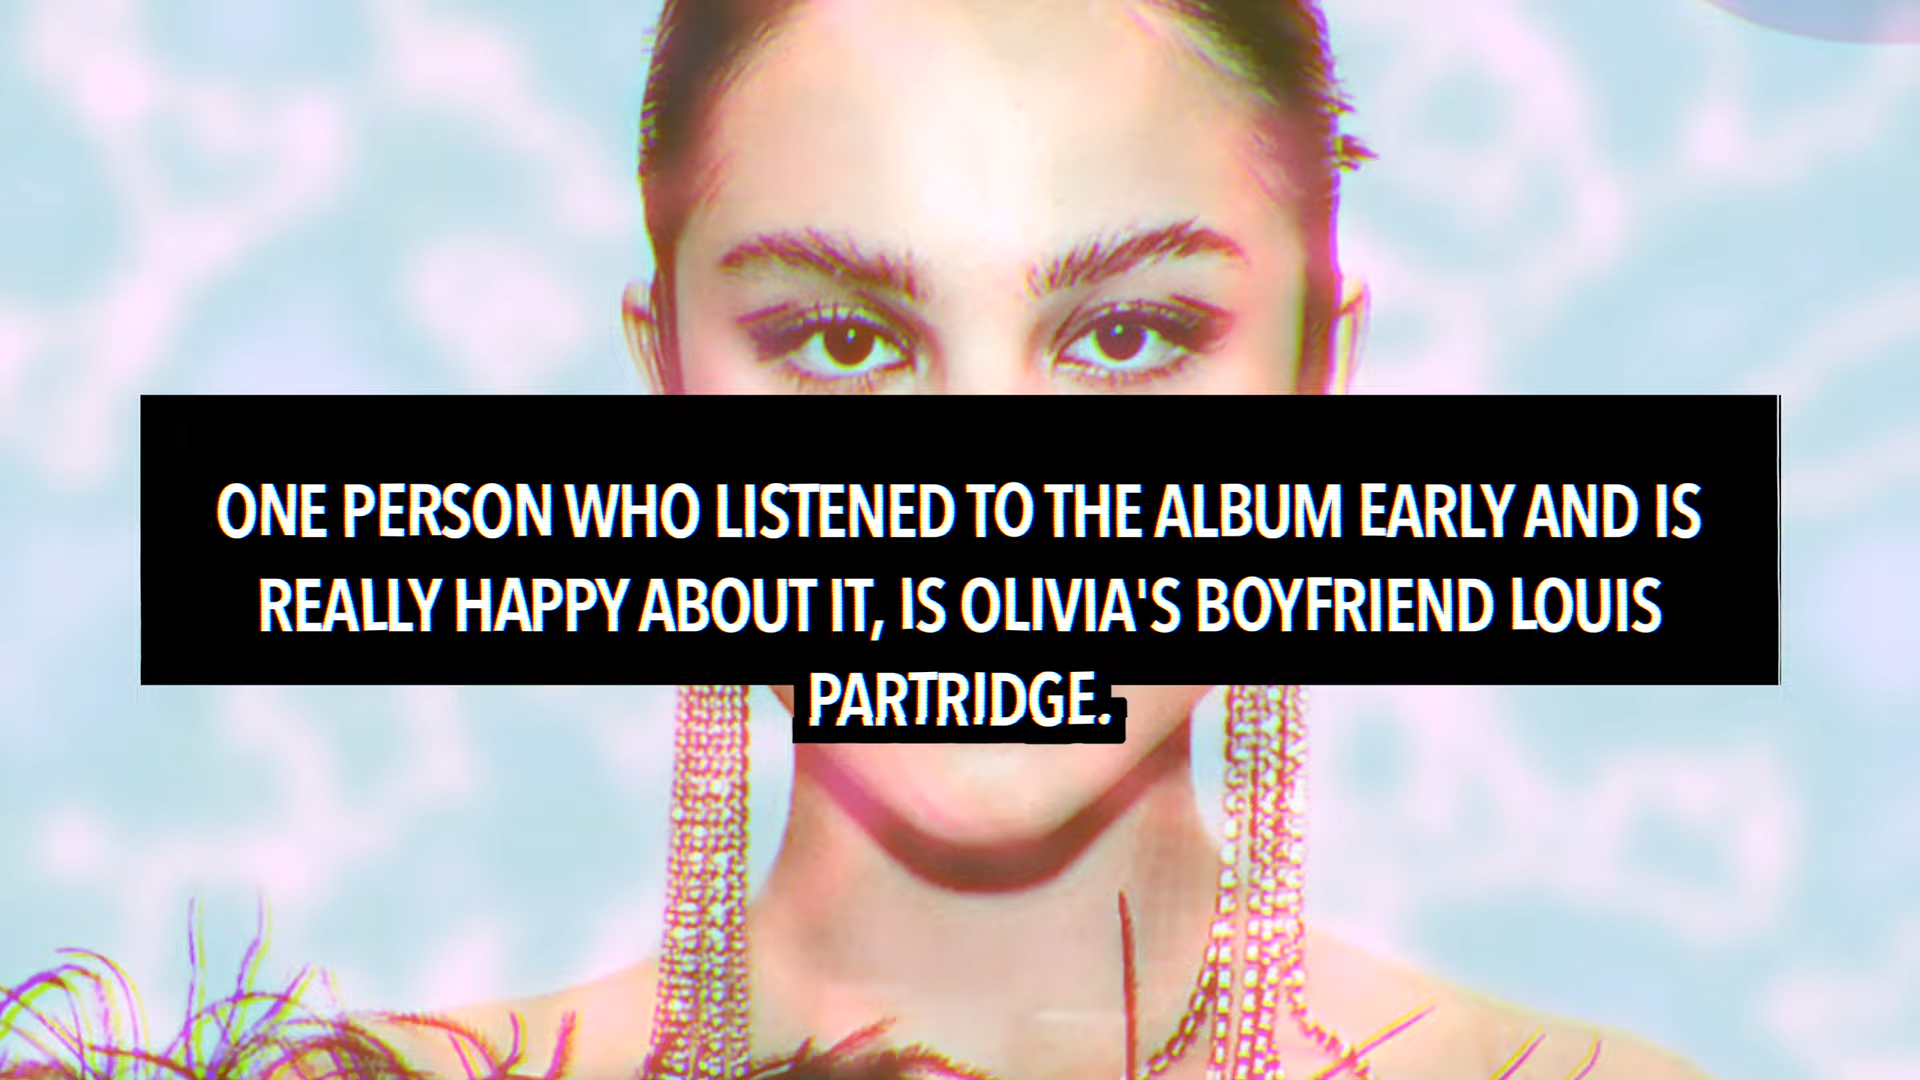 ONE PERSON WHO LISTENED TO THE ALBUM EARLY AND IS
REALLY HAPPY ABOUT IT, IS OLIVIA'S BOYFRIEND LOUIS
PARTRIDGE.